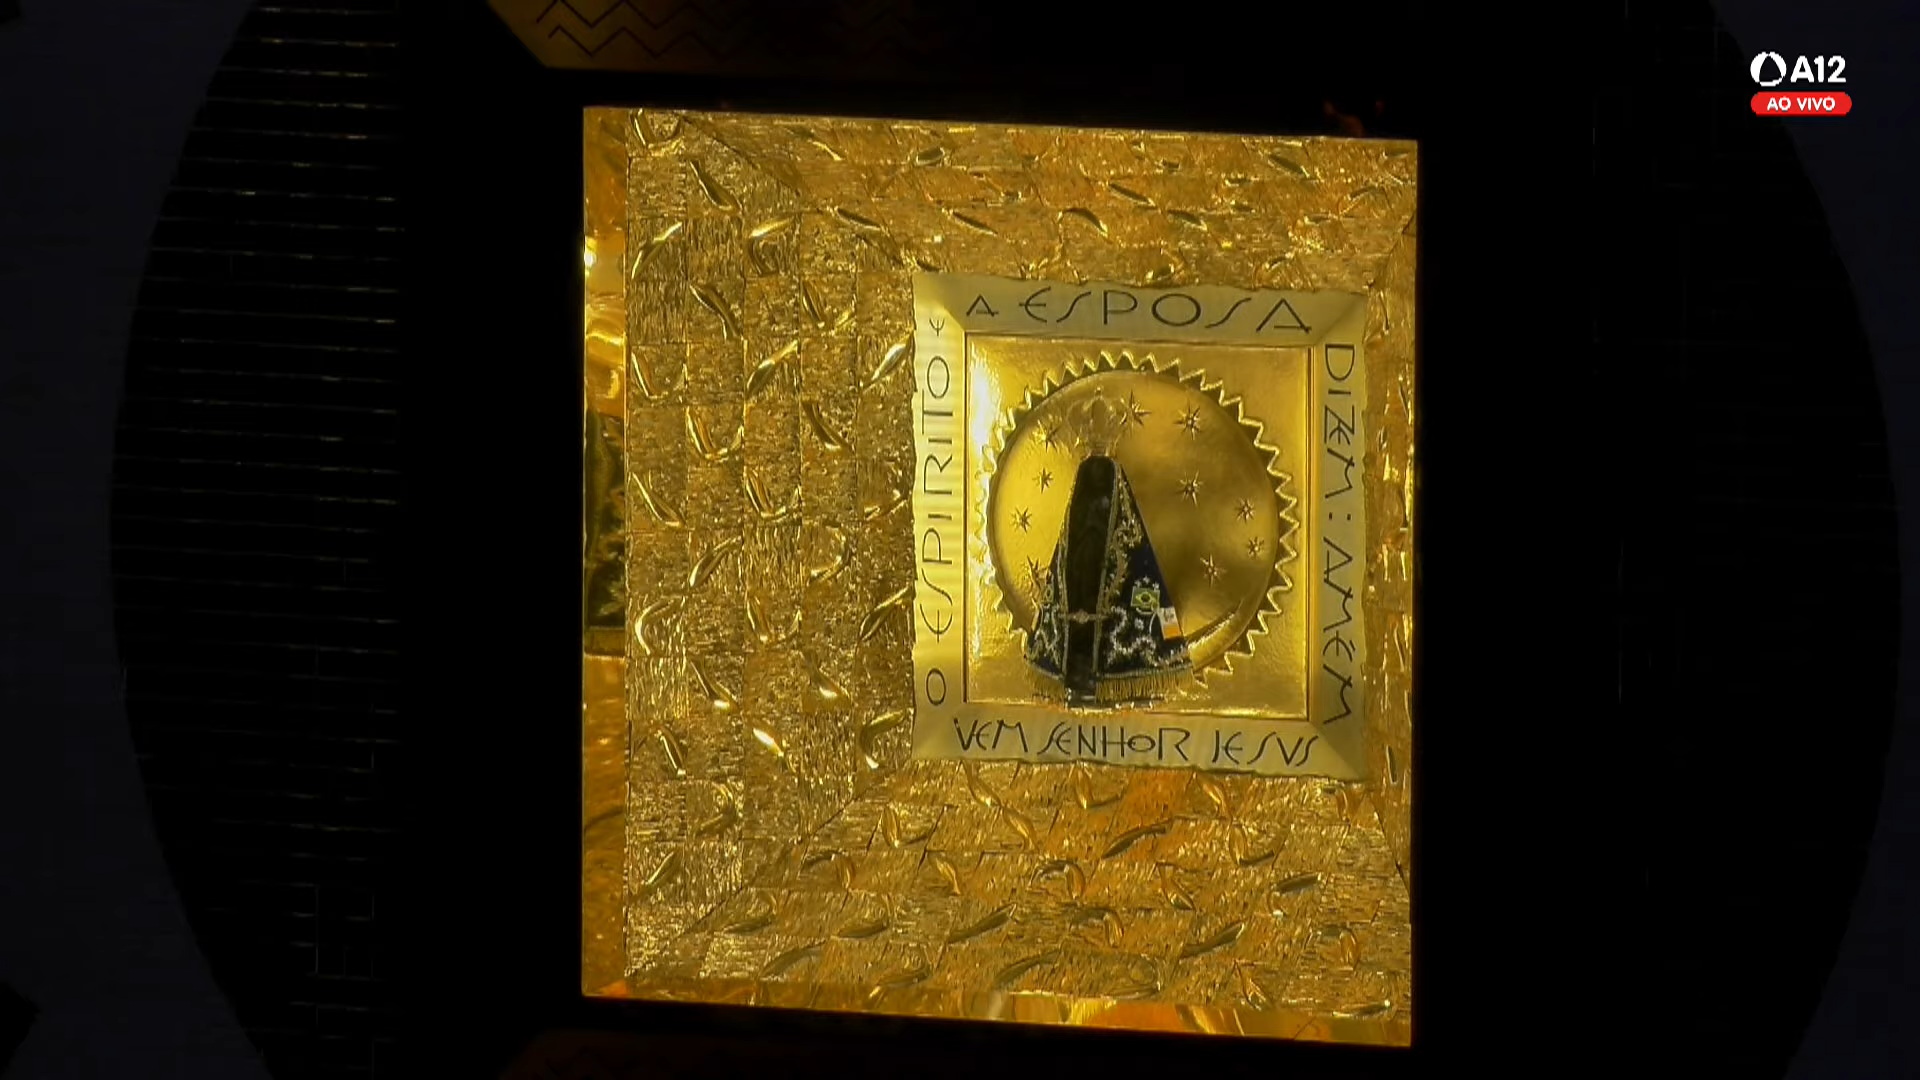 A12
AO VIVO
O ESPIRITO E
A ESPOSA
DIZEM: AMÉM
VEM SENHOR JESUS